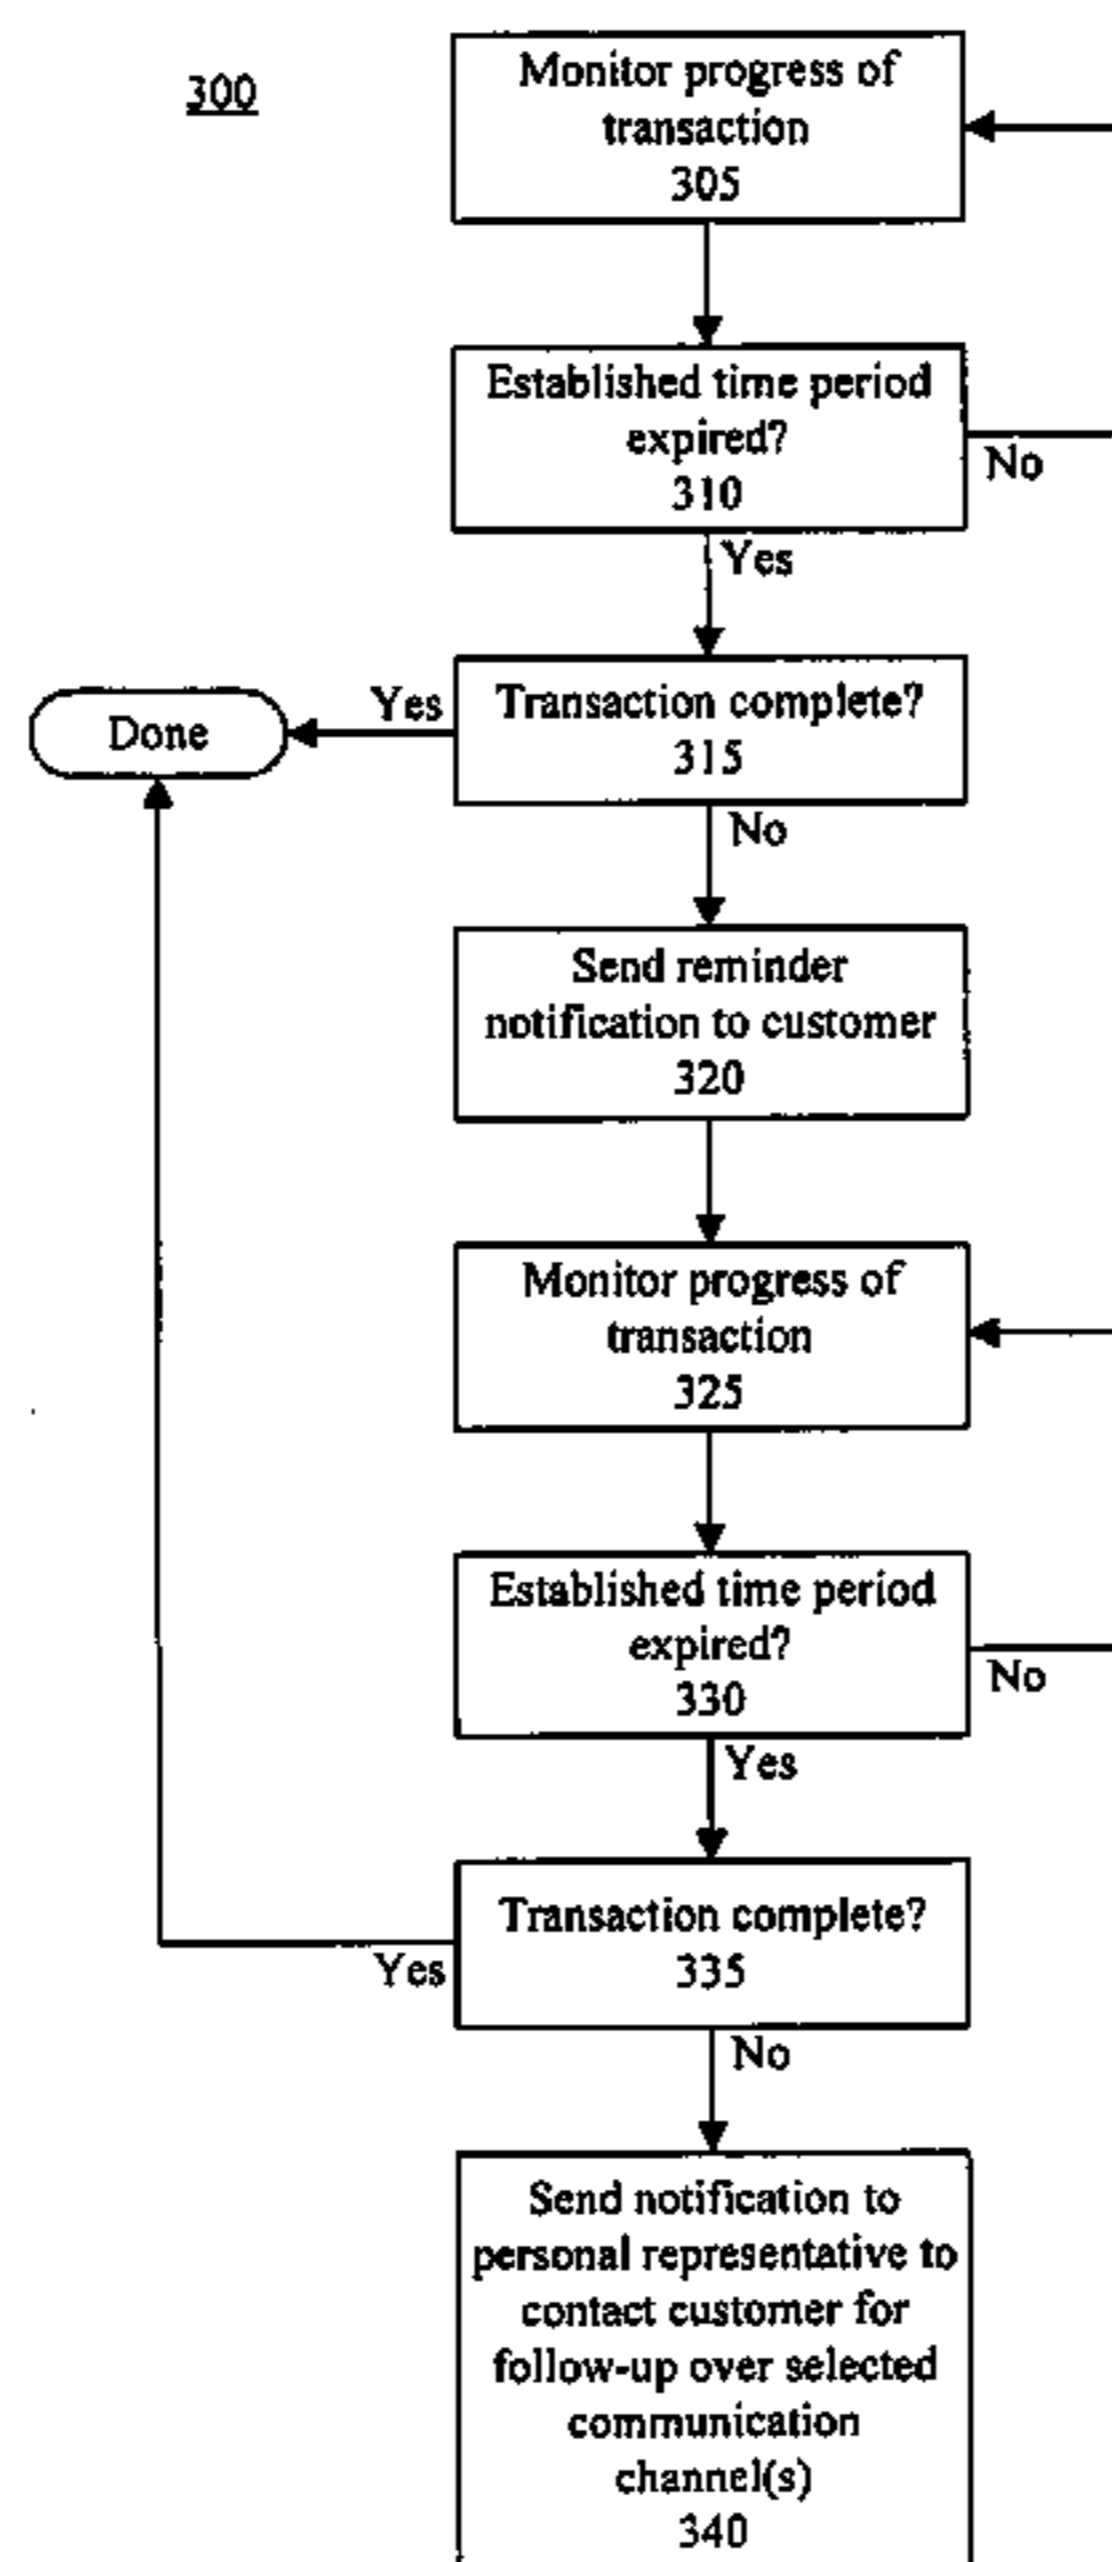 300
Monitor progress of
transaction
305
Established time period
expired?
310
No
Yes
Transaction complete?
315
Yes
Done
No
Send reminder
notification to customer
320
Monitor progress of
transaction
325
Established time period
expired?
330
No
Yes
Transaction complete?
335
Yes
No
Send notification to
personal representative to
contact customer for
follow-up over selected
communication
channel(s)
340